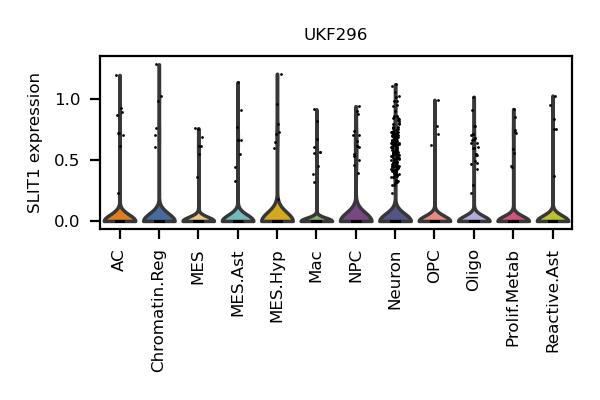 UKF296
SLIT1 expression
1.0
0.5
0.0
AC
Chromatin.Reg
MES
MES.Ast
MES.Hyp
Mac
NPC
Neuron
OPC
Oligo
Prolif.Metab
Reactive.Ast